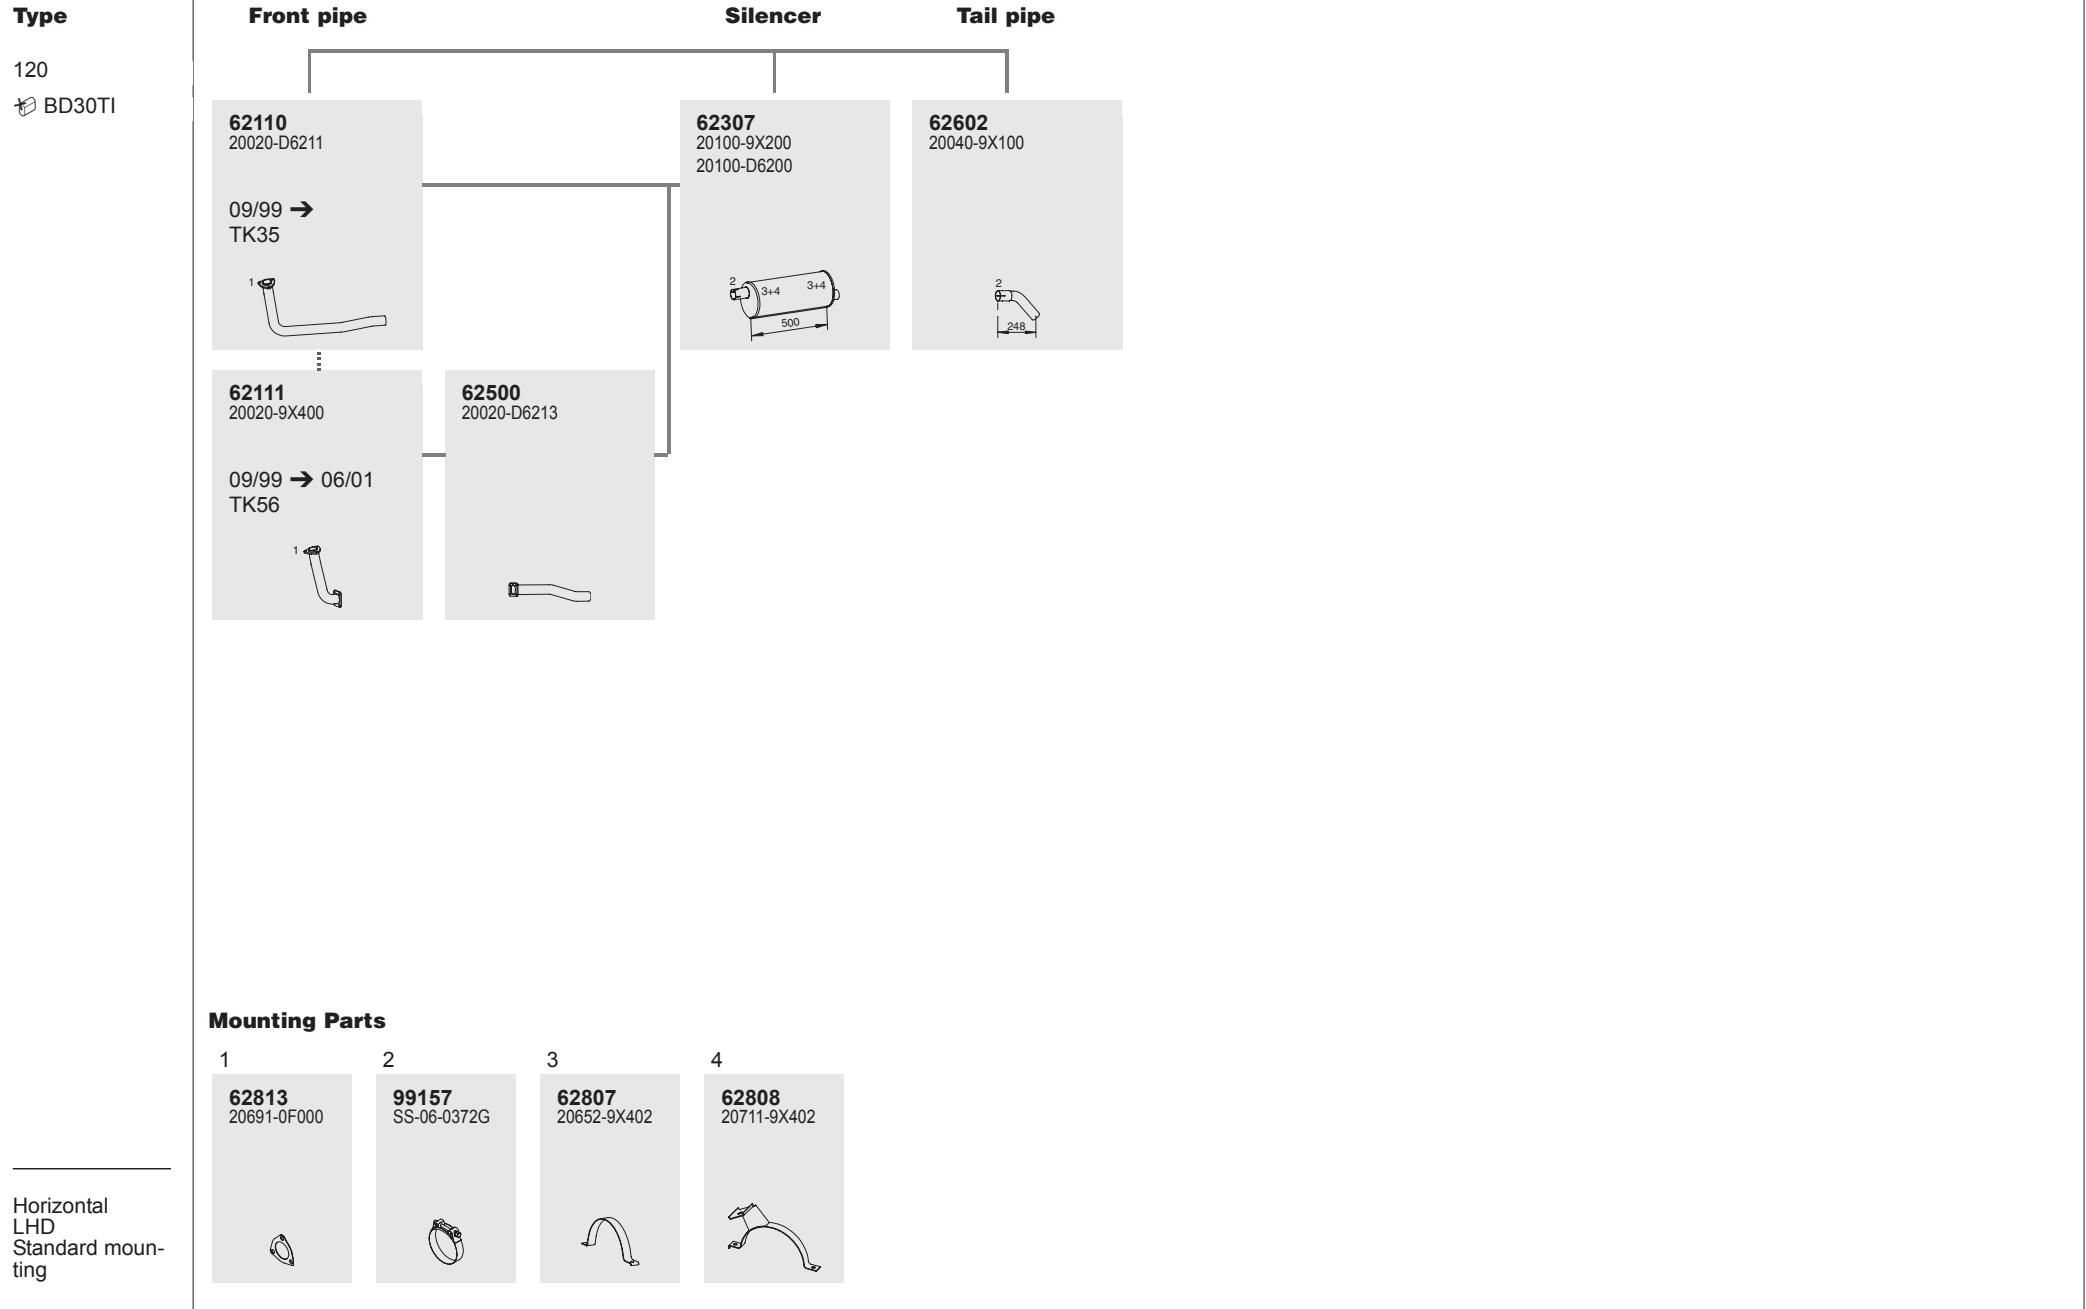 Type
Front pipe
Silencer
Tail pipe
120
BD30TI
62110
20020-D6211
09/99 ➔
TK35
1
62307
20100-9X200
20100-D6200
2
3+4
3+4
500
62602
20040-9X100
2
248
62111
20020-9X400
09/99 ➔ 06/01
TK56
1
62500
20020-D6213
Mounting Parts
1
62813
20691-0F000
2
99157
SS-06-0372G
3
62807
20652-9X402
4
62808
20711-9X402
Horizontal
LHD
Standard moun-
ting